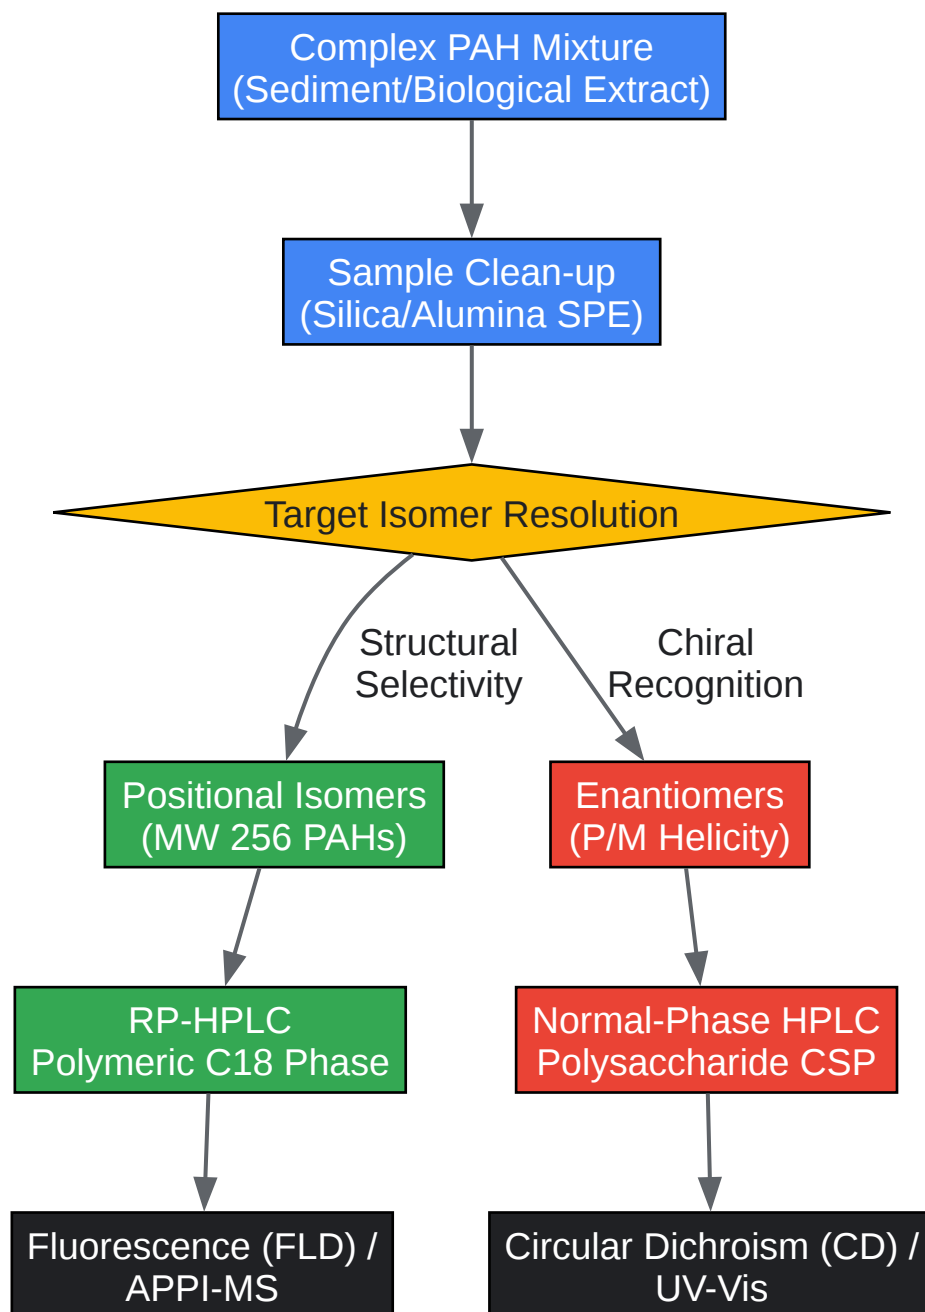 Complex PAH Mixture
(Sediment/Biological Extract)
Sample Clean-up
(Silica/Alumina SPE)
Target Isomer Resolution
Structural
Selectivity
Chiral
Recognition
Positional Isomers
(MW 256 PAHs)
Enantiomers
(P/M Helicity)
RP-HPLC
Polymeric C18 Phase
Normal-Phase HPLC
Polysaccharide CSP
Fluorescence (FLD) /
APPI-MS
Circular Dichroism (CD) /
UV-Vis